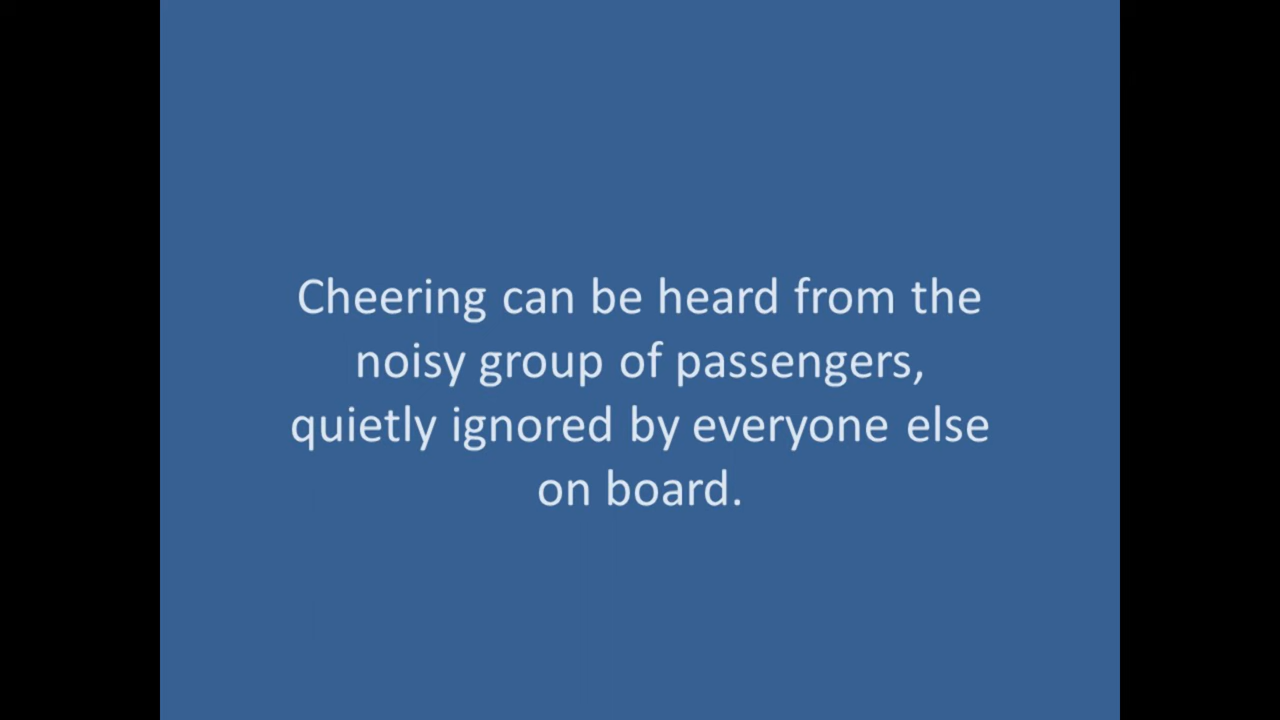 Cheering can be heard from the
noisy group of passengers,
quietly ignored by everyone else
on board.